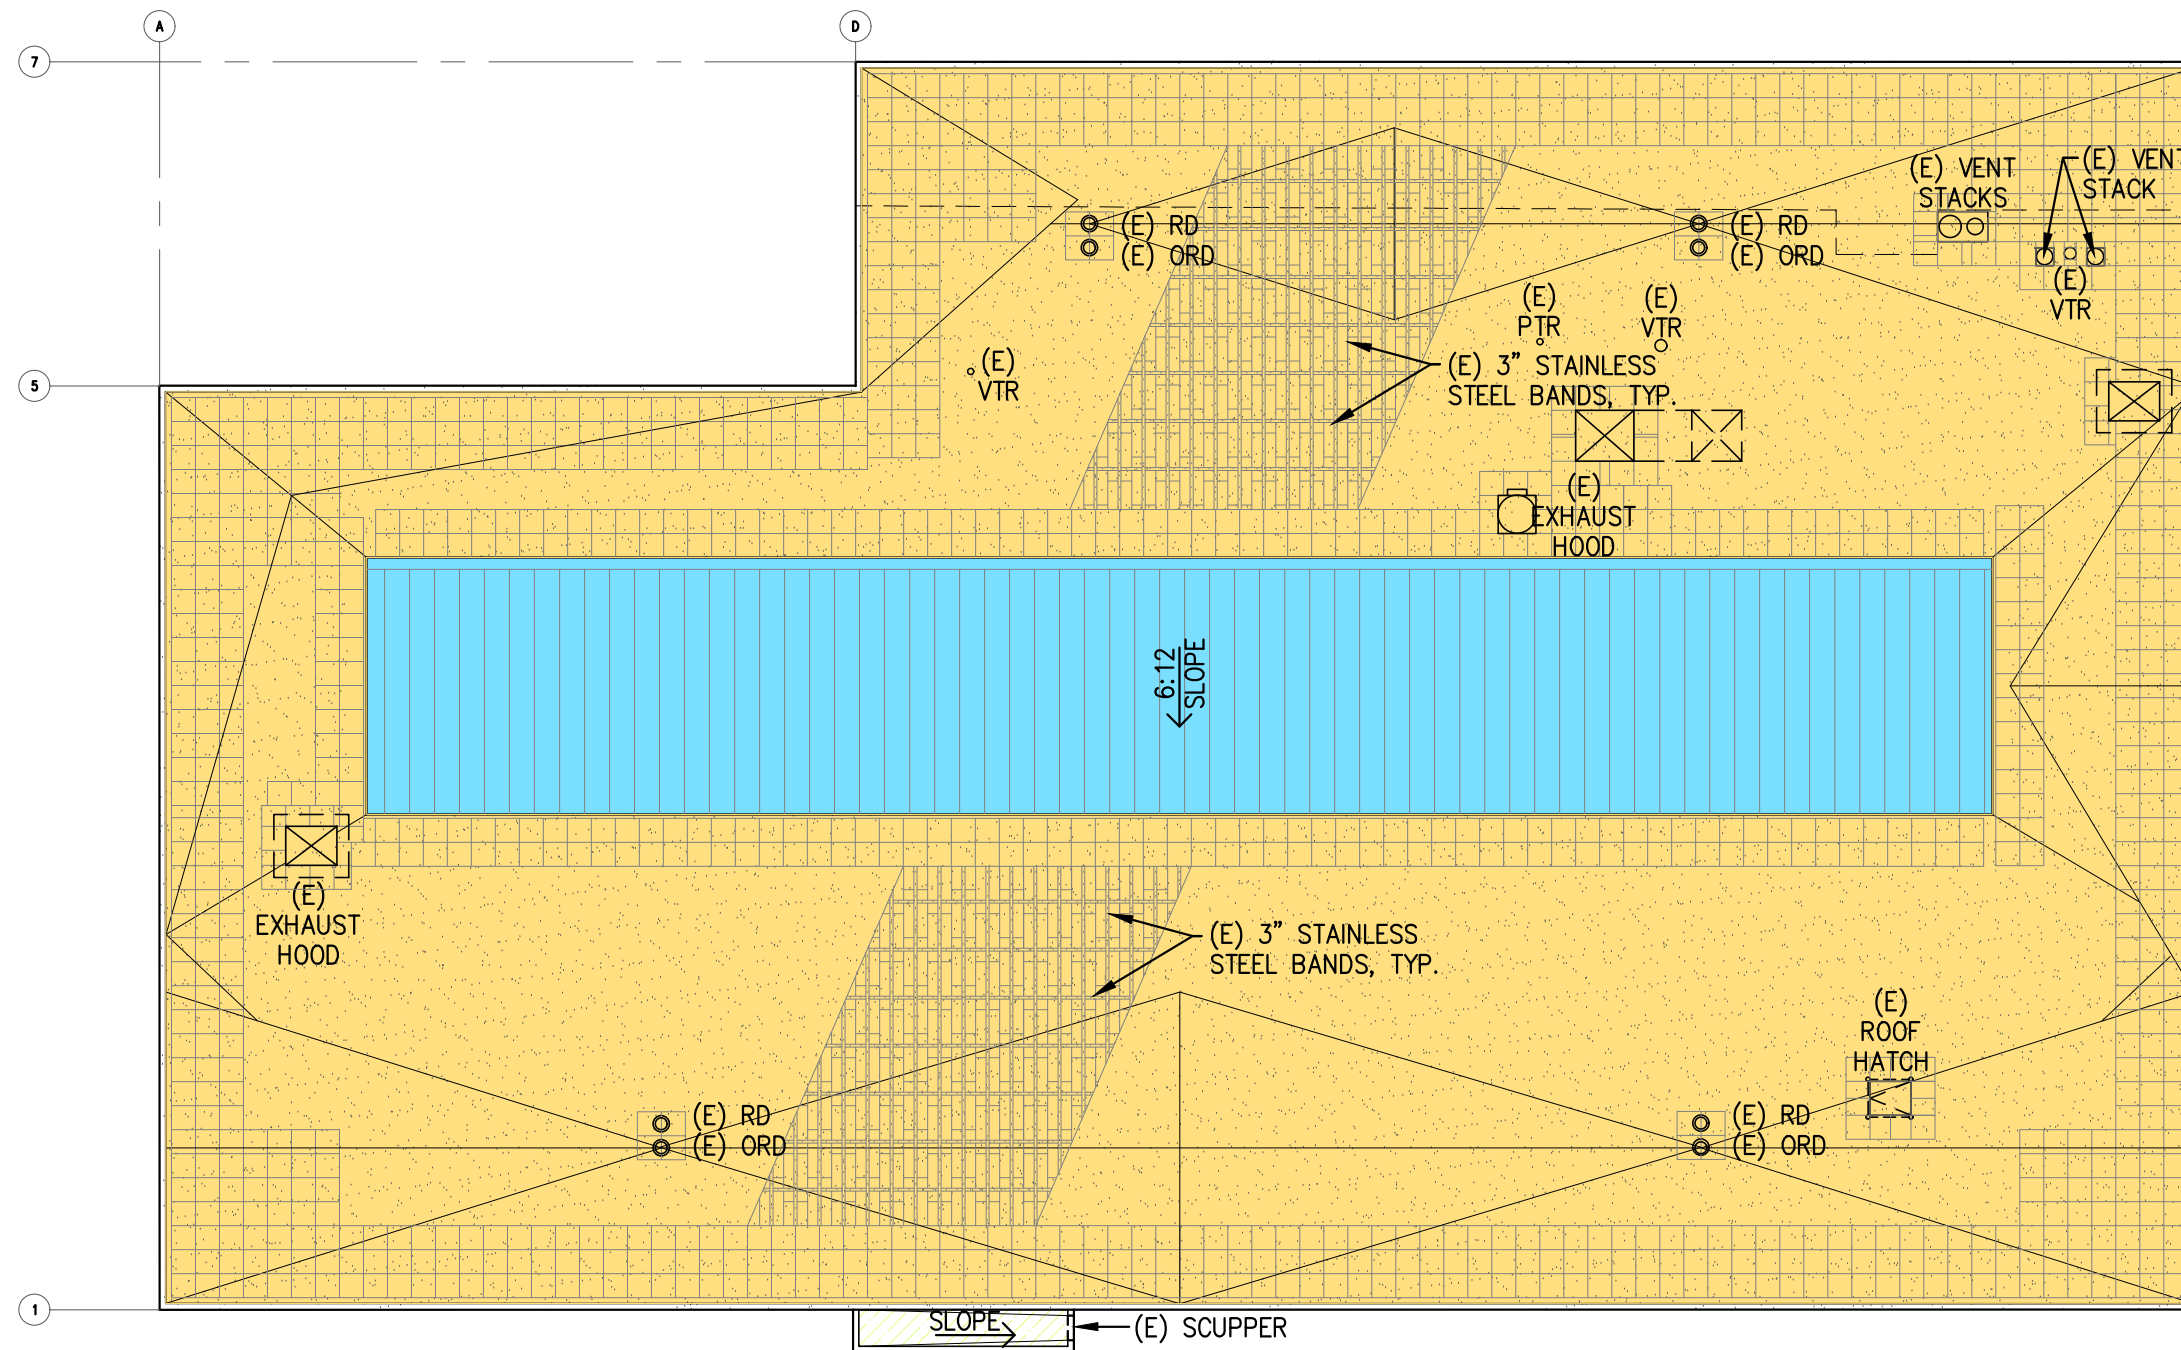 A
D
7
(E) VENT
STACKS
(E) VENT
STACK
(E) RD
(E) ORD
(E) RD
(E) ORD
(E)
VTR
(E)
PTR
(E)
VTR
(E)
VTR
(E) 3" STAINLESS
STEEL BANDS, TYP.
5
(E)
EXHAUST
HOOD
6:12
SLOPE
(E)
EXHAUST
HOOD
(E) 3" STAINLESS
STEEL BANDS, TYP.
(E)
ROOF
HATCH
(E) RD
(E) ORD
(E) RD
(E) ORD
1
SLOPE
(E) SCUPPER